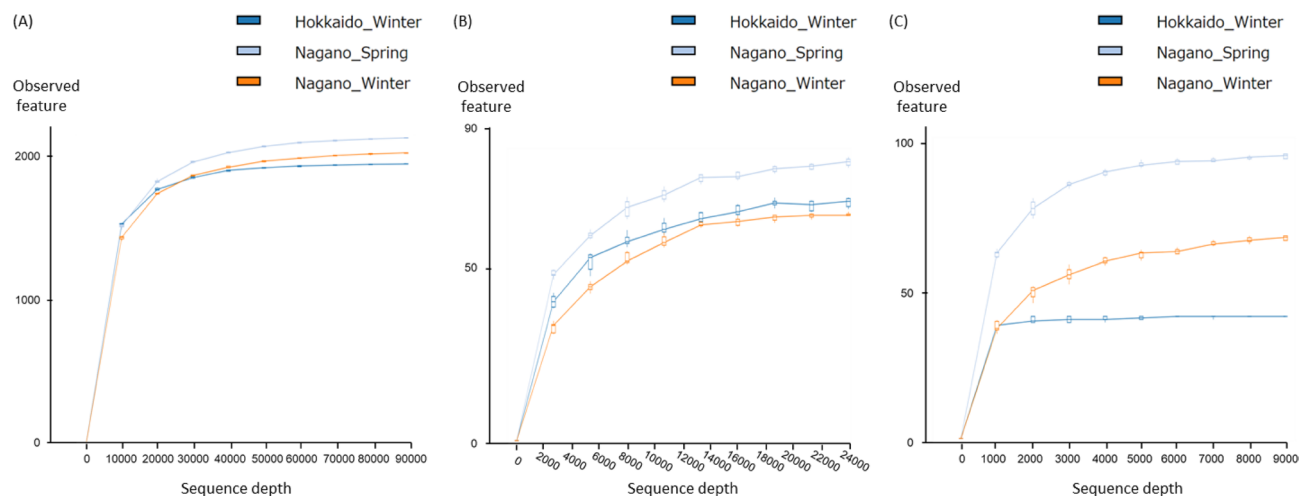 (A)
Hokkaido_Winter
Nagano_Spring
Nagano_Winter
Observed
feature
2000
1000
0
0 10000 20000 30000 40000 50000 60000 70000 80000 90000
Sequence depth
(B)
Hokkaido_Winter
Nagano_Spring
Nagano_Winter
Observed
feature
90
50
0
0 2000 4000 6000 8000 10000 12000 14000 16000 18000 20000 22000 24000
Sequence depth
(C)
Hokkaido_Winter
Nagano_Spring
Nagano_Winter
Observed
feature
100
50
0
0 1000 2000 3000 4000 5000 6000 7000 8000 9000
Sequence depth